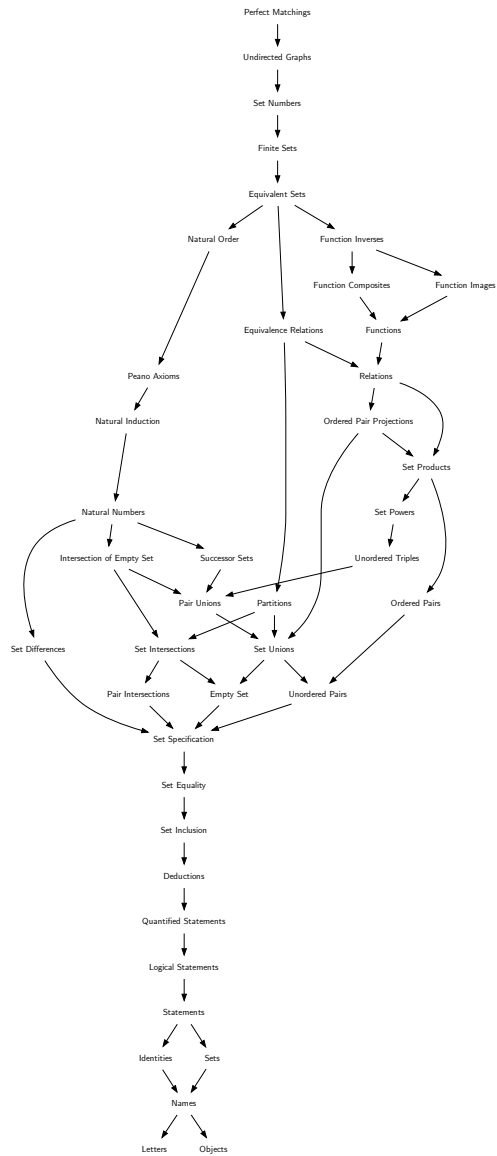 Perfect Matchings
Undirected Graphs
Set Numbers
Finite Sets
Equivalent Sets
Natural Order
Function Inverses
Function Composites
Function Images
Equivalence Relations
Functions
Peano Axioms
Relations
Natural Induction
Ordered Pair Projections
Set Products
Natural Numbers
Set Powers
Intersection of Empty Set
Successor Sets
Unordered Triples
Pair Unions
Partitions
Ordered Pairs
Set Differences
Set Intersections
Set Unions
Pair Intersections
Empty Set
Unordered Pairs
Set Specification
Set Equality
Set Inclusion
Deductions
Quantified Statements
Logical Statements
Statements
Identities
Sets
Names
Letters
Objects